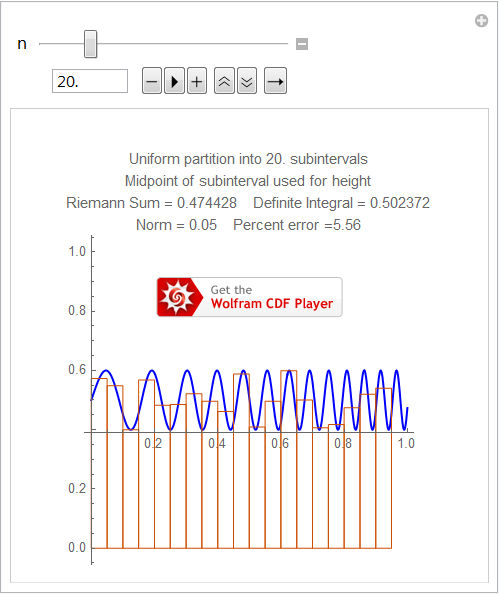 n
20.
Uniform partition into 20. subintervals
Midpoint of subinterval used for height
Riemann Sum = 0.474428 Definite Integral = 0.502372
Norm = 0.05 Percent error =5.56
1.0
Get the
Wolfram CDF Player
0.8
0.6
0.2 0.4 0.6 0.8 1.0
0.2
0.0